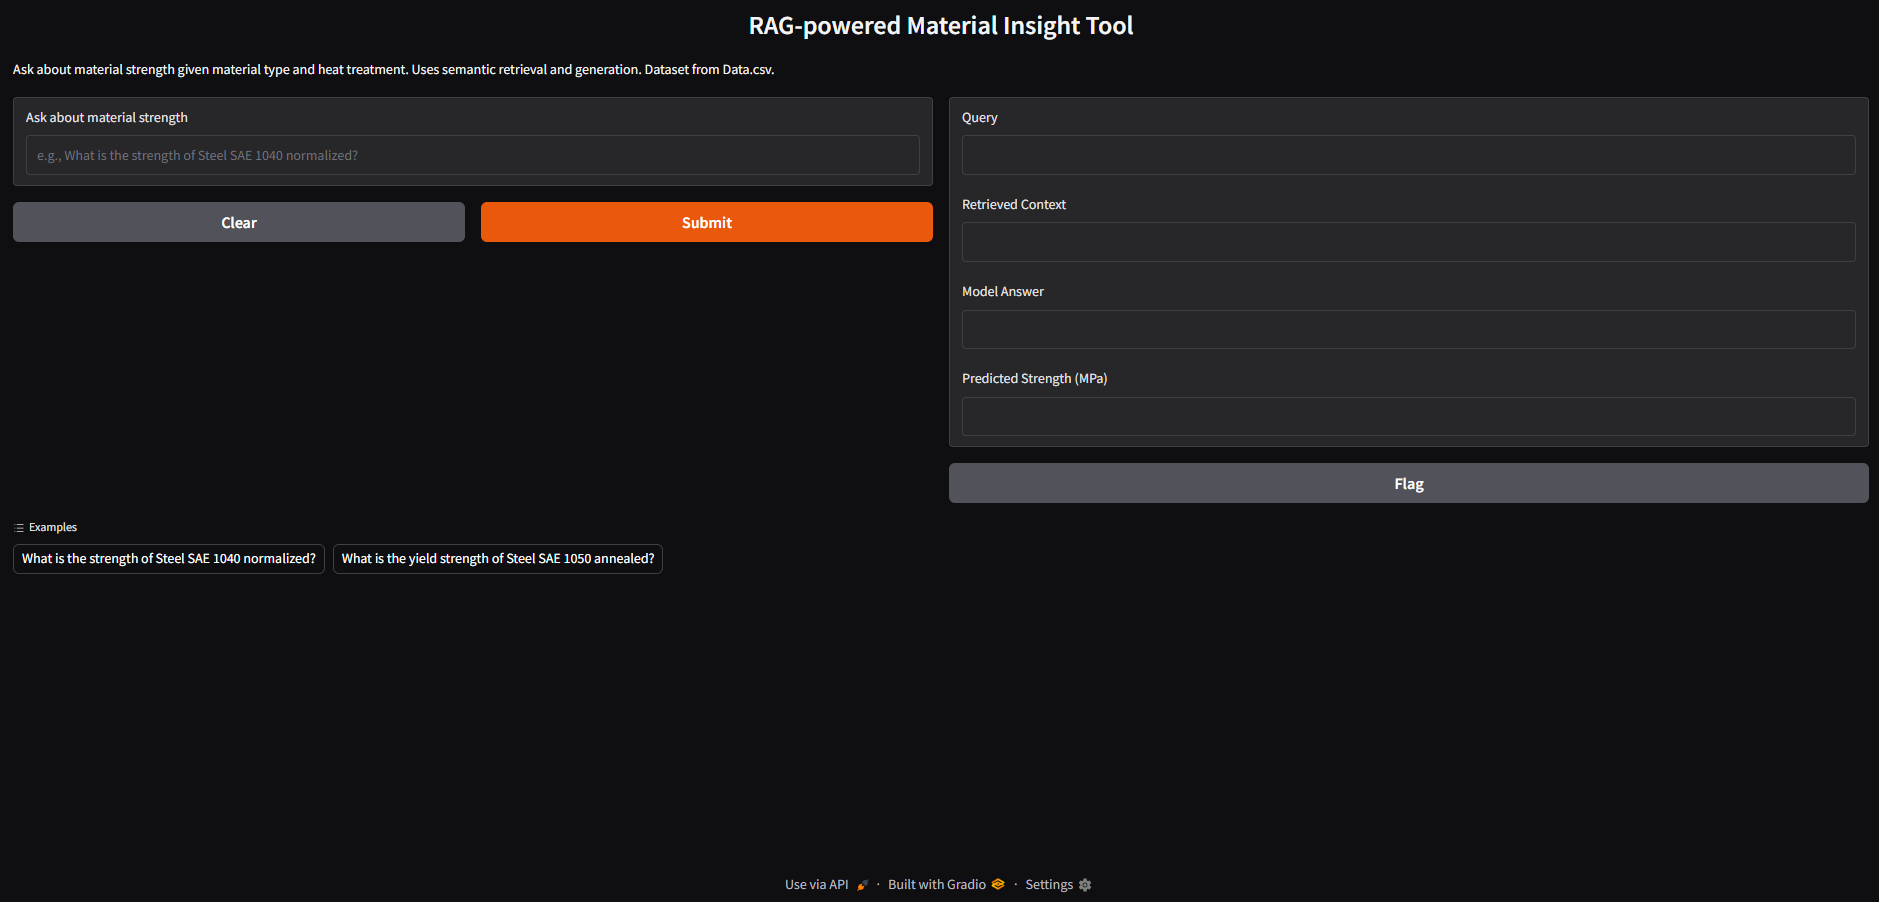 RAG-powered Material Insight Tool
Ask about material strength given material type and heat treatment. Uses semantic retrieval and generation. Dataset from Data.csv.
Ask about material strength
e.g., What is the strength of Steel SAE 1040 normalized?
Clear
Submit
Query
Retrieved Context
Model Answer
Predicted Strength (MPa)
Flag
Examples
What is the strength of Steel SAE 1040 normalized?
What is the yield strength of Steel SAE 1050 annealed?
Use via API · Built with Gradio · Settings